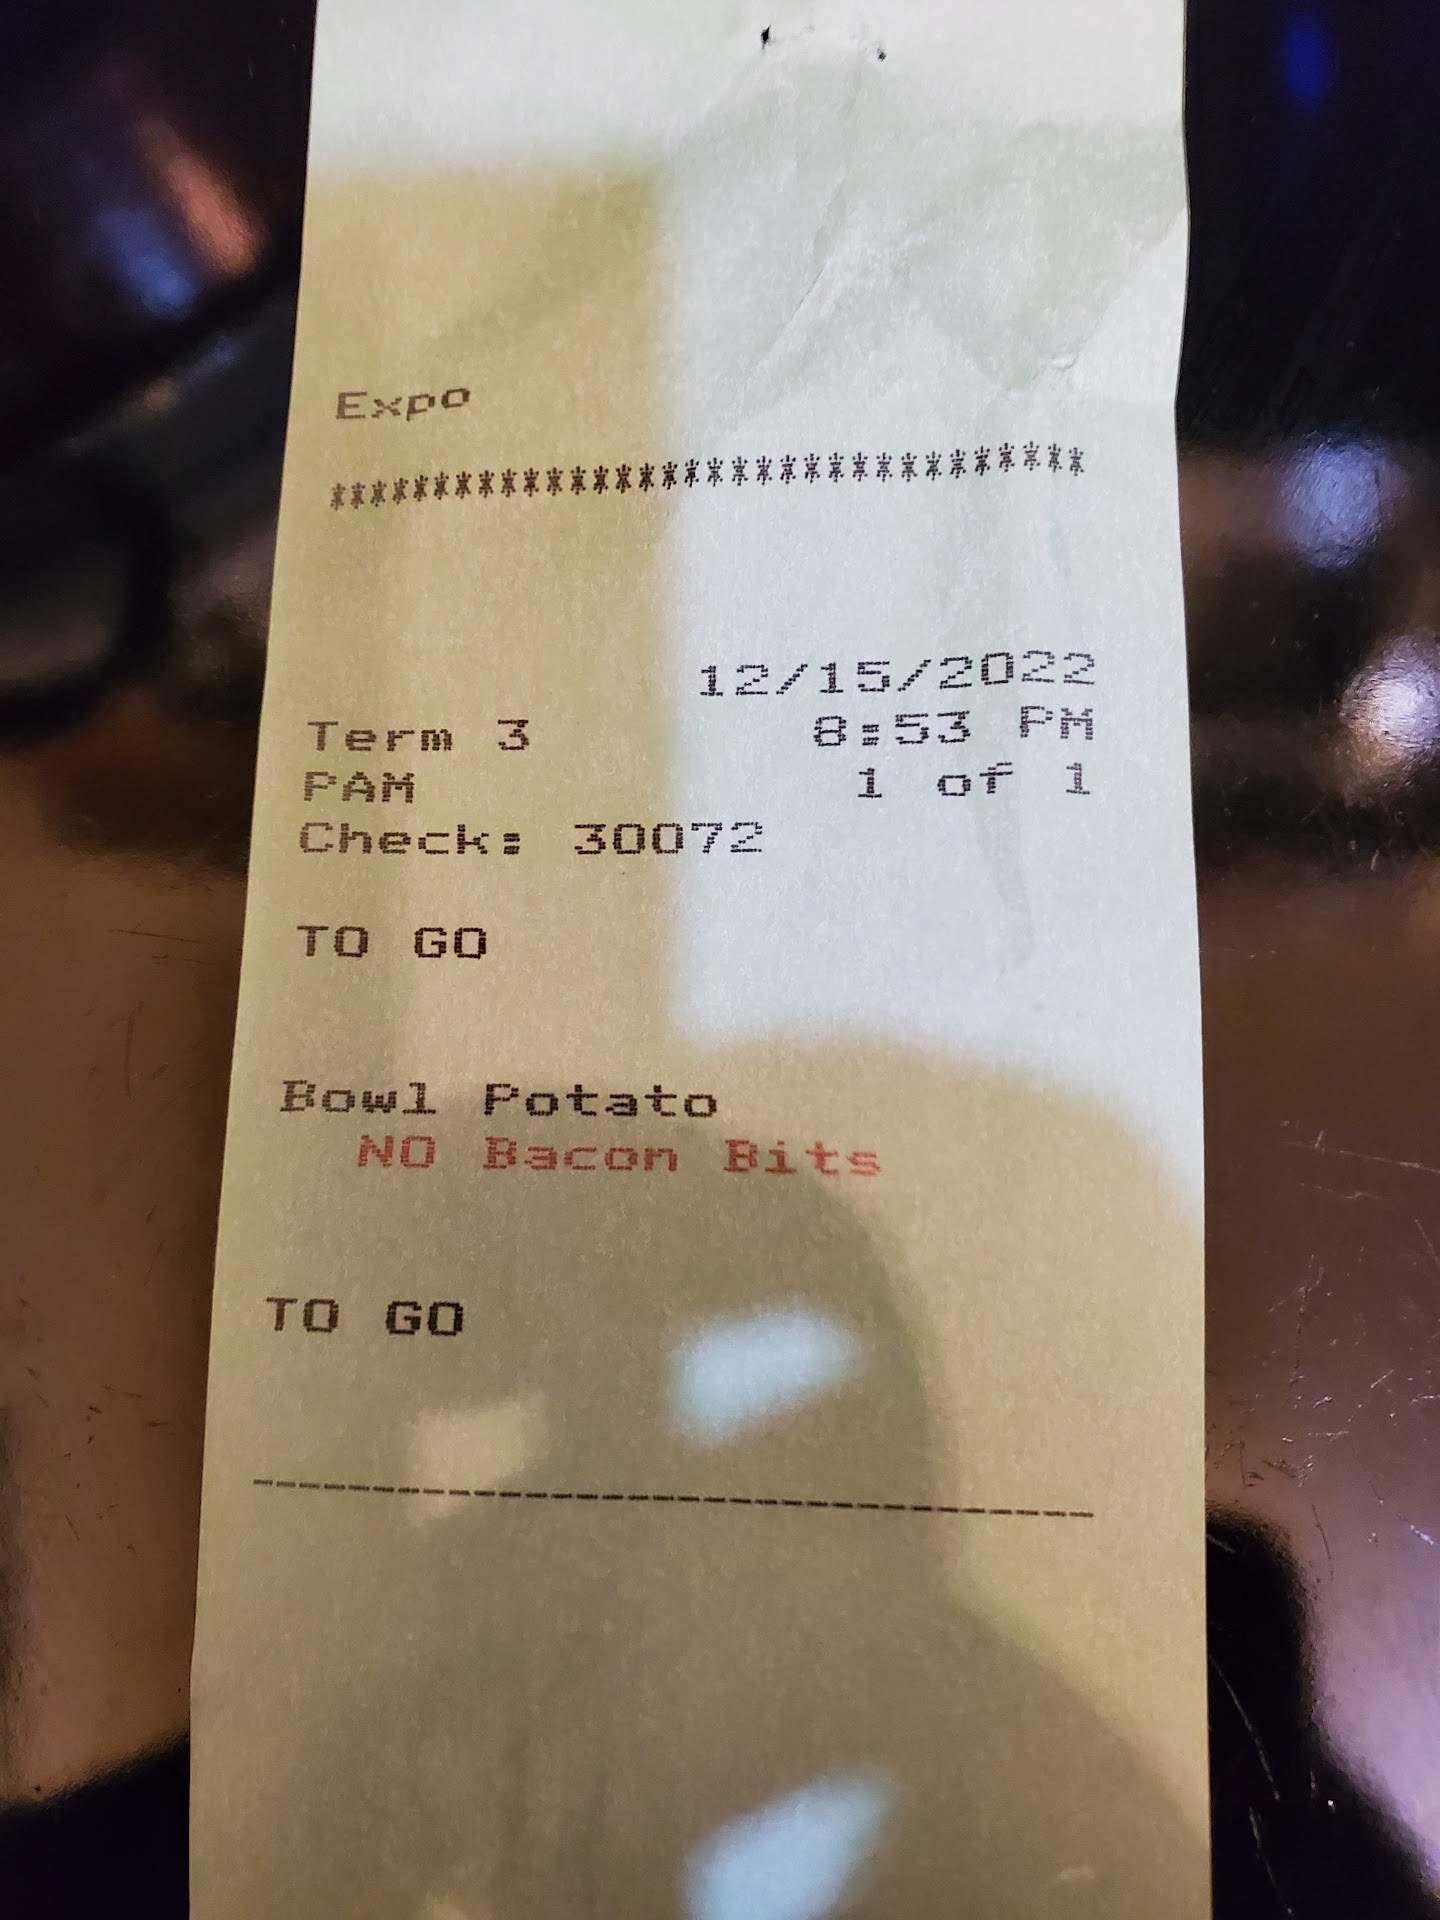 Expo
********************************
12/15/2022
Term 3 8:53 PM
PAM 1 of 1
Check: 30072
TO GO
Bowl Potato
NO Bacon Bits
TO GO
---------------------------------